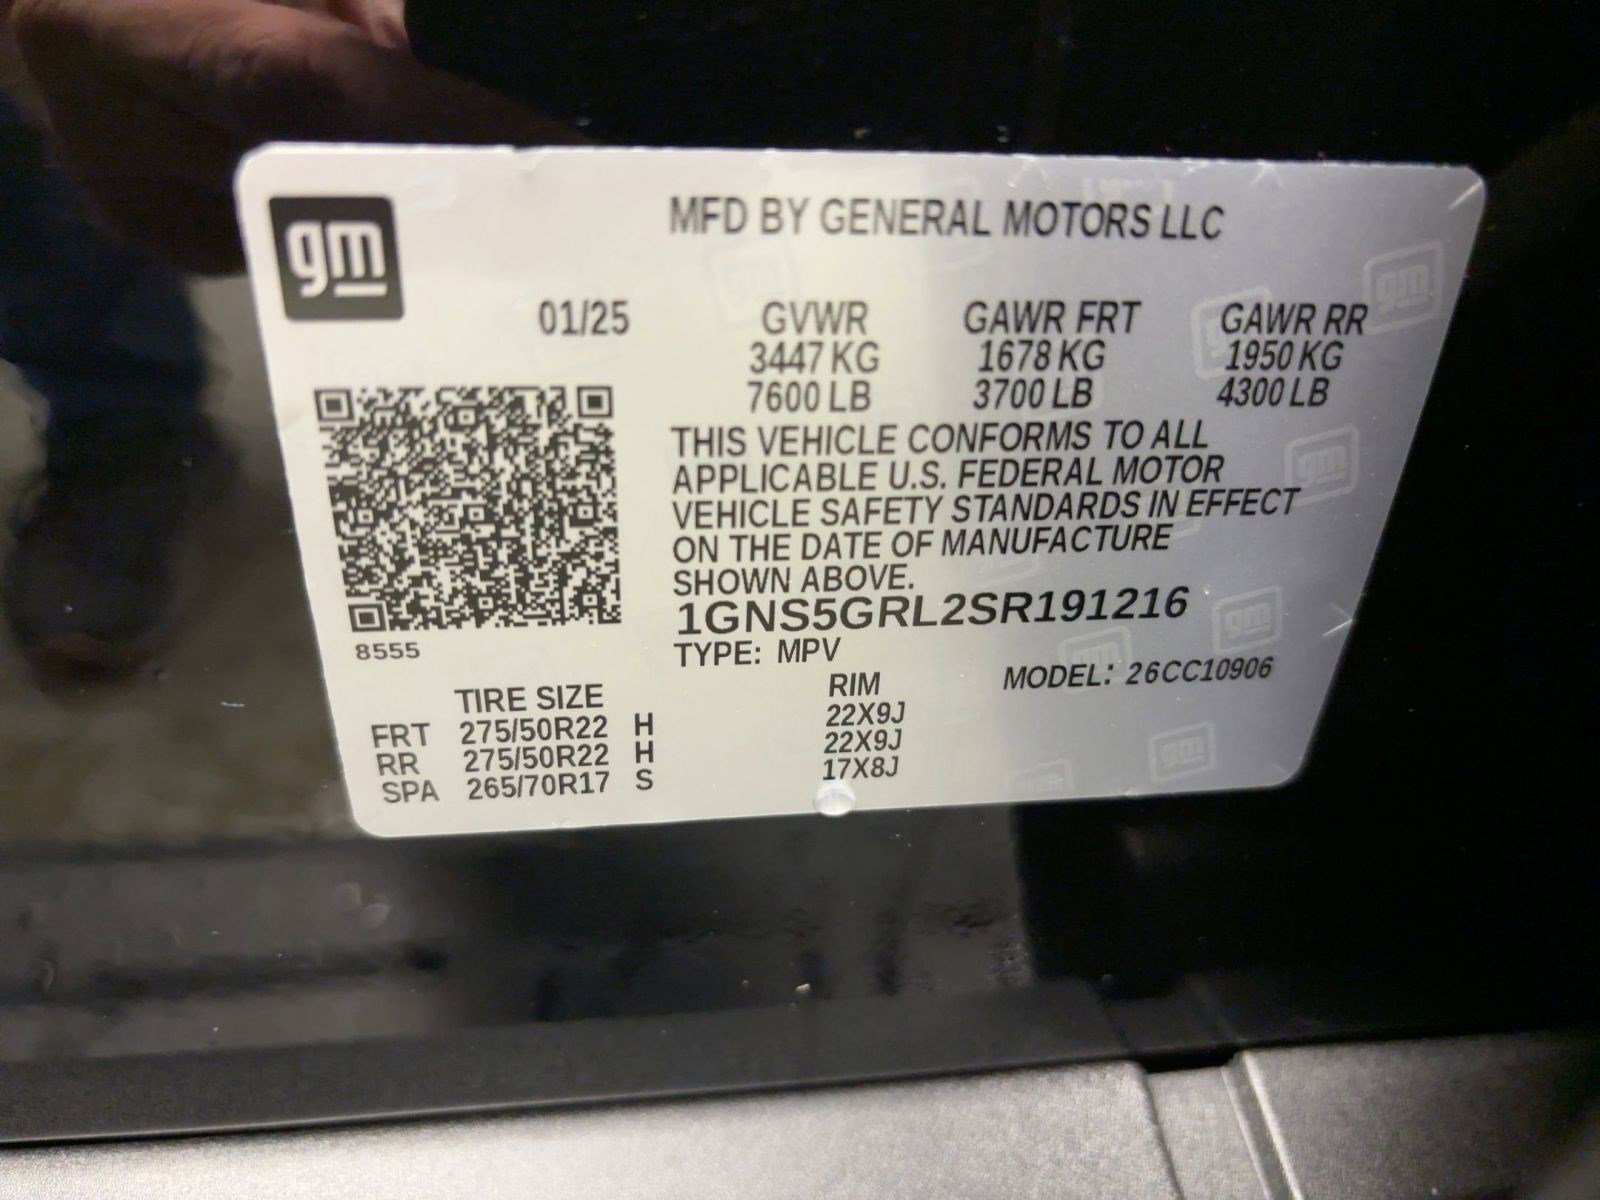 gm
MFD BY GENERAL MOTORS LLC
01/25 GVWR GAWR FRT GAWR RR
3447 KG 1678 KG 1950 KG
7600 LB 3700 LB 4300 LB
THIS VEHICLE CONFORMS TO ALL
APPLICABLE U.S. FEDERAL MOTOR
VEHICLE SAFETY STANDARDS IN EFFECT
ON THE DATE OF MANUFACTURE
SHOWN ABOVE.
1GNS5GRL2SR191216
8555
TYPE: MPV
MODEL: 26CC10906
TIRE SIZE RIM
FRT 275/50R22 H 22X9J
RR 275/50R22 H 22X9J
SPA 265/70R17 S 17X8J